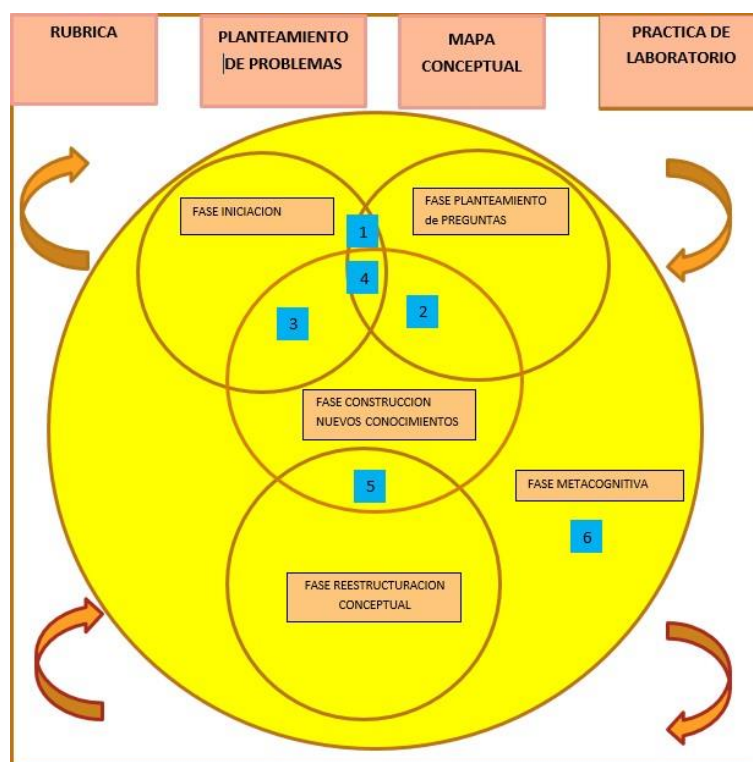 RUBRICA
PLANTEAMIENTO
DE PROBLEMAS
MAPA
CONCEPTUAL
PRACTICA DE
LABORATORIO
FASE INICIACION
FASE PLANTEAMIENTO
de PREGUNTAS
1
4
3
2
FASE CONSTRUCCION
NUEVOS CONOCIMIENTOS
5
FASE METACOGNITIVA
6
FASE REESTRUCTURACION
CONCEPTUAL